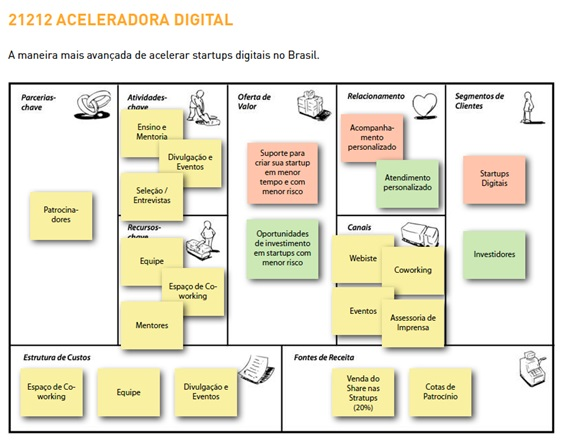 21212 ACELERADORA DIGITAL
A maneira mais avançada de acelerar startups digitais no Brasil.
Parcerias-
chave
Patrocina-
dores
Atividades-
chave
Ensino e
Mentoria
Divulgação e
Eventos
Seleção /
Entrevistas
Recursos-
chave
Equipe
Espaço de Co-
working
Mentores
Oferta de
Valor
Suporte para
criar sua startup
em menor
tempo e com
menor risco
Oportunidades
de investimento
em startups com
menor risco
Relacionamento
Acompanha-
mento
personalizado
Atendimento
personalizado
Canais
Webiste
Coworking
Eventos
Assessoria de
Imprensa
Segmentos de
Clientes
Startups
Digitais
Investidores
Estrutura de Custos
Espaço de Co-
working
Equipe
Divulgação e
Eventos
Fontes de Receita
Venda do
Share nas
Stratups
(20%)
Cotas de
Patrocínio